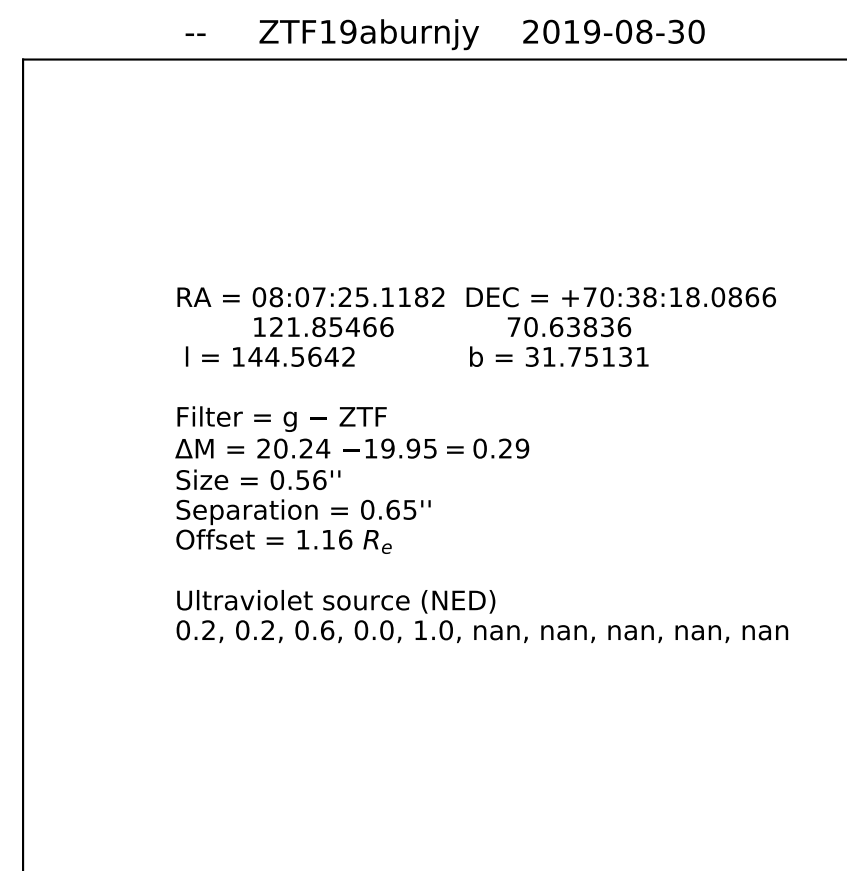 -- ZTF19aburnjy 2019-08-30
RA = 08:07:25.1182 DEC = +70:38:18.0866
121.85466 70.63836
l = 144.5642 b = 31.75131
Filter = g − ZTF
ΔM = 20.24 −19.95 = 0.29
Size = 0.56''
Separation = 0.65''
Offset = 1.16 Re
Ultraviolet source (NED)
0.2, 0.2, 0.6, 0.0, 1.0, nan, nan, nan, nan, nan